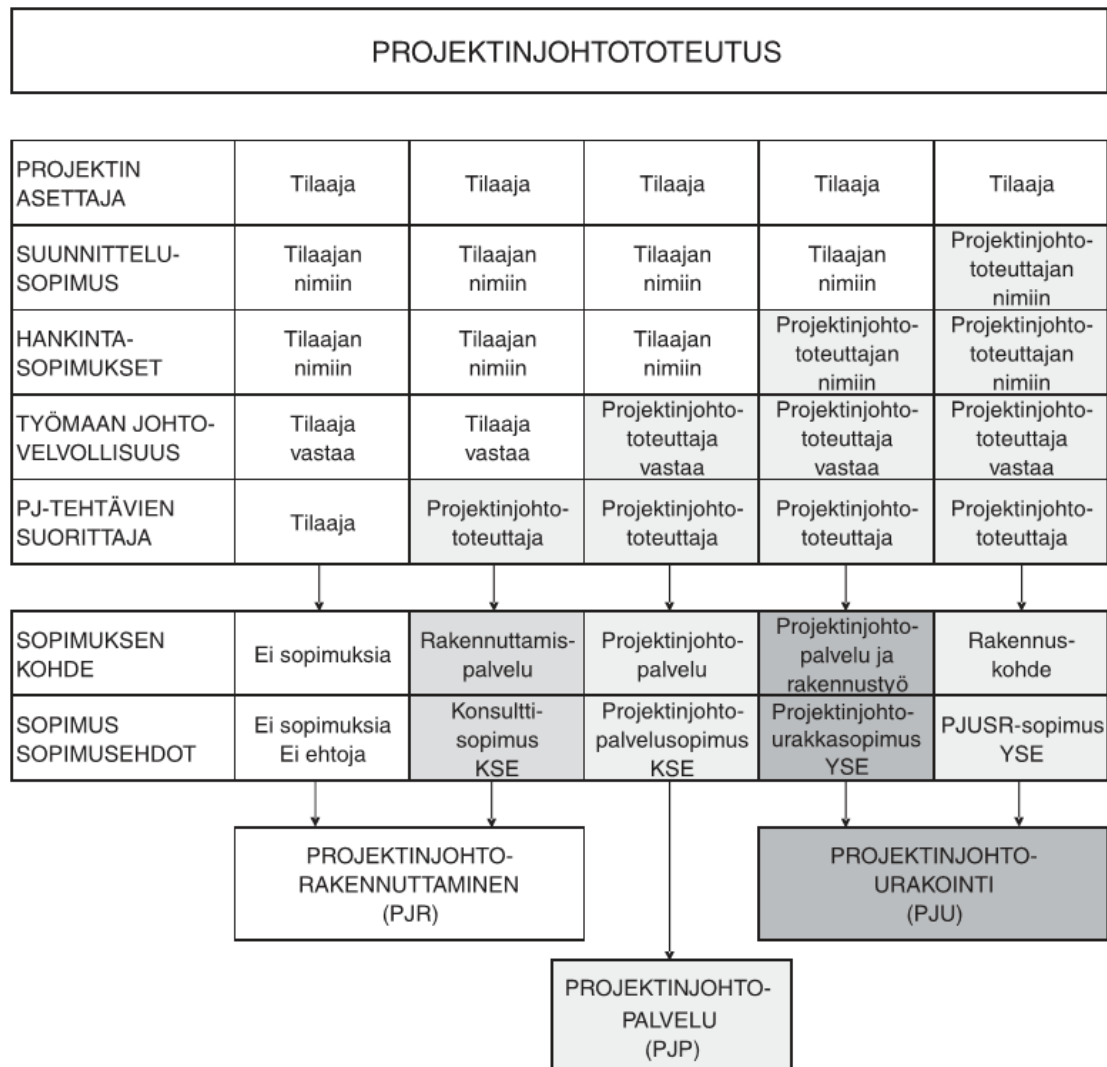 PROJEKTINJOHTOTOTEUTUS
PROJEKTIN
ASETTAJA
Tilaaja
Tilaaja
Tilaaja
Tilaaja
Tilaaja
SUUNNITTELU-
SOPIMUS
Tilaajan
nimiin
Tilaajan
nimiin
Tilaajan
nimiin
Tilaajan
nimiin
Projektinjohto-
toteuttajan
nimiin
HANKINTA-
SOPIMUKSET
Tilaajan
nimiin
Tilaajan
nimiin
Tilaajan
nimiin
Projektinjohto-
toteuttajan
nimiin
Projektinjohto-
toteuttajan
nimiin
TYÖMAAN JOHTO-
VELVOLLISUUS
Tilaaja
vastaa
Tilaaja
vastaa
Projektinjohto-
toteuttaja
vastaa
Projektinjohto-
toteuttaja
vastaa
Projektinjohto-
toteuttaja
vastaa
PJ-TEHTÄVIEN
SUORITTAJA
Tilaaja
Projektinjohto-
toteuttaja
Projektinjohto-
toteuttaja
Projektinjohto-
toteuttaja
Projektinjohto-
toteuttaja
SOPIMUKSEN
KOHDE
Ei sopimuksia
Rakennuttamis-
palvelu
Projektinjohto-
palvelu
Projektinjohto-
palvelu ja
rakennustyö
Rakennus-
kohde
SOPIMUS
SOPIMUSEHDOT
Ei sopimuksia
Ei ehtoja
Konsultti-
sopimus
KSE
Projektinjohto-
palvelusopimus
KSE
Projektinjohto-
urakkasopimus
YSE
PJUSR-sopimus
YSE
PROJEKTINJOHTO-
RAKENNUTTAMINEN
(PJR)
PROJEKTINJOHTO-
URAKOINTI
(PJU)
PROJEKTINJOHTO-
PALVELU
(PJP)